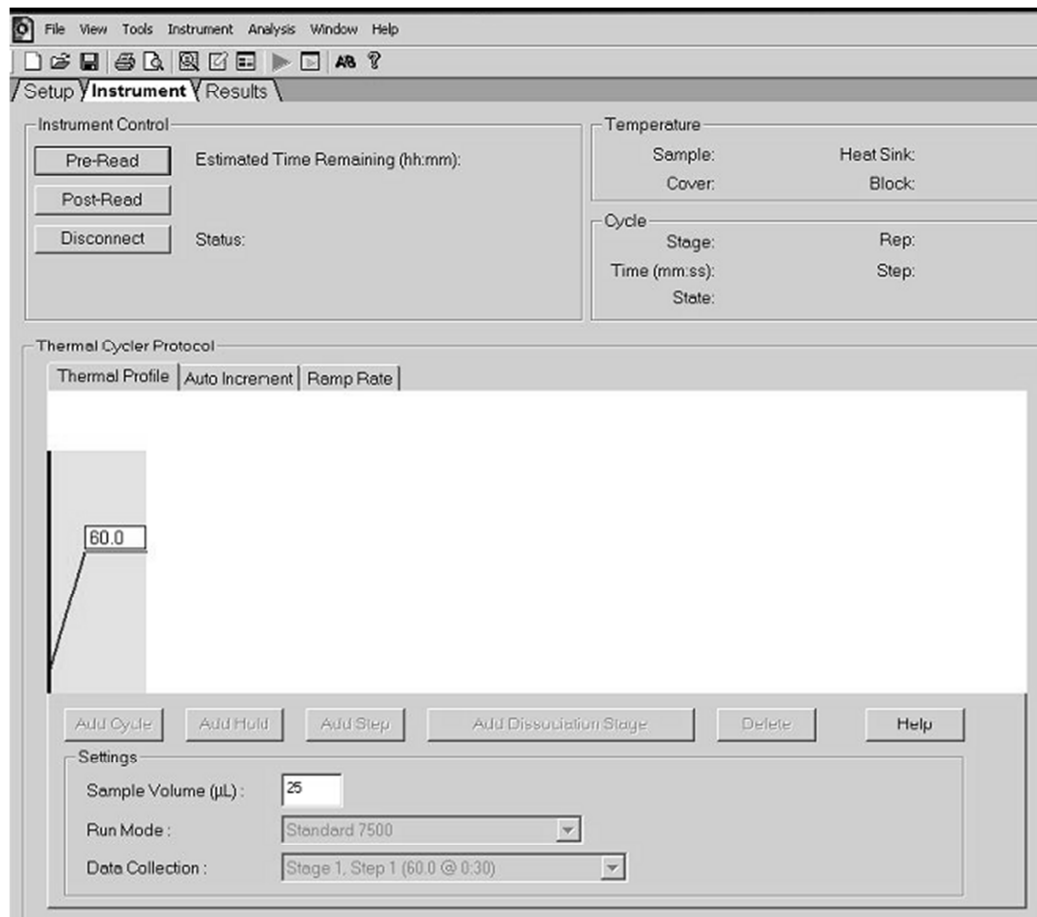 File View Tools Instrument Analysis Window Help
AB ?
Setup Instrument Results
Instrument Control
Pre-Read Estimated Time Remaining (hh:mm):
Post-Read
Disconnect Status:
Temperature
Sample: Heat Sink:
Cover: Block:
Cycle
Stage: Rep:
Time (mm:ss): Step:
State:
Thermal Cycler Protocol
Thermal Profile Auto Increment Ramp Rate
60.0
Add Cycle Add Hold Add Step Add Dissociation Stage Delete Help
Settings
Sample Volume (µL) : 25
Run Mode : Standard 7500
Data Collection : Stage 1, Step 1 (60.0 @ 0:30)